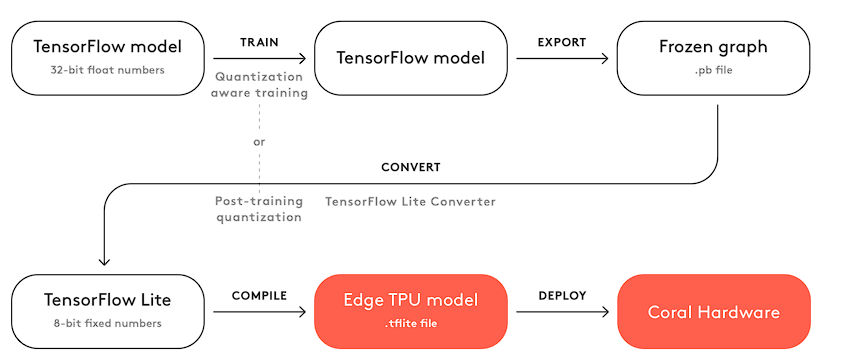 TensorFlow model
32-bit float numbers
TRAIN
Quantization
aware training
TensorFlow model
EXPORT
Frozen graph
.pb file
or
CONVERT
Post-training
quantization
TensorFlow Lite Converter
TensorFlow Lite
8-bit fixed numbers
COMPILE
Edge TPU model
.tflite file
DEPLOY
Coral Hardware